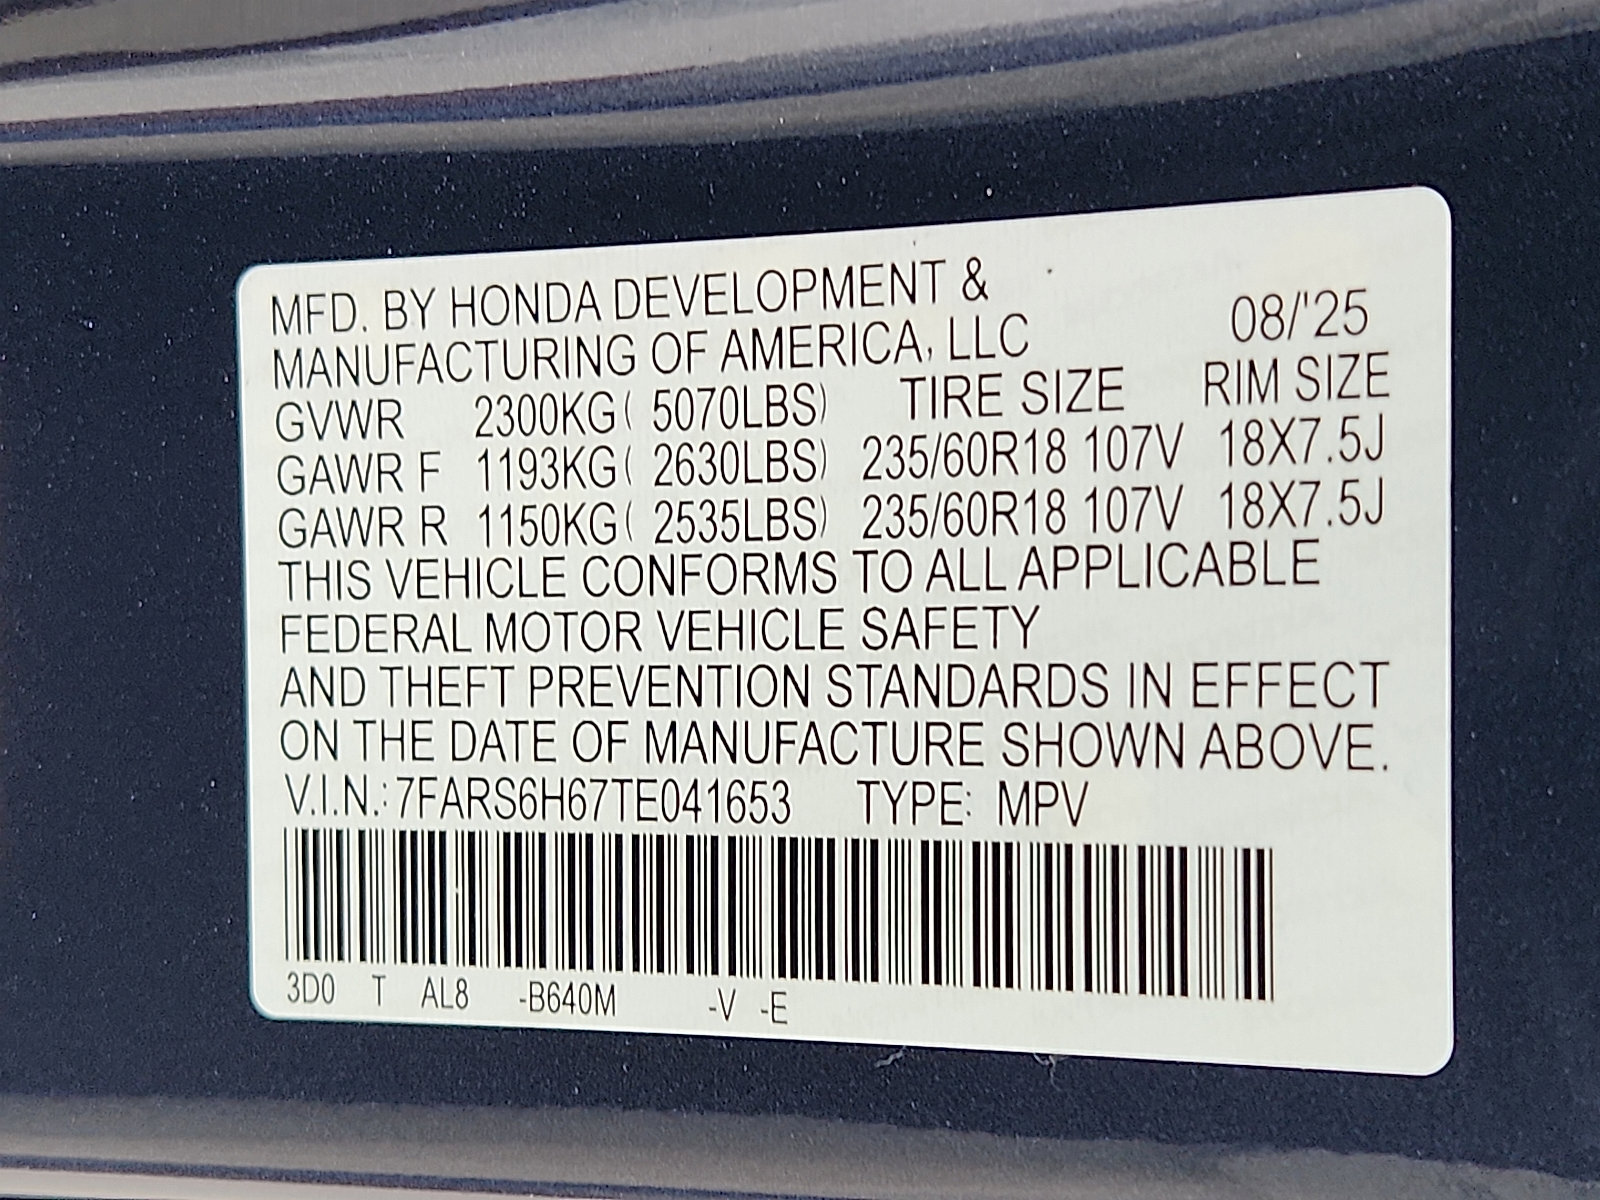 MFD. BY HONDA DEVELOPMENT &
MANUFACTURING OF AMERICA, LLC 08/'25
GVWR 2300KG( 5070LBS) TIRE SIZE RIM SIZE
GAWR F 1193KG( 2630LBS) 235/60R18 107V 18X7.5J
GAWR R 1150KG( 2535LBS) 235/60R18 107V 18X7.5J
THIS VEHICLE CONFORMS TO ALL APPLICABLE
FEDERAL MOTOR VEHICLE SAFETY
AND THEFT PREVENTION STANDARDS IN EFFECT
ON THE DATE OF MANUFACTURE SHOWN ABOVE.
V.I.N.: 7FARS6H67TE041653 TYPE: MPV
3D0 T AL8 -B640M -V -E